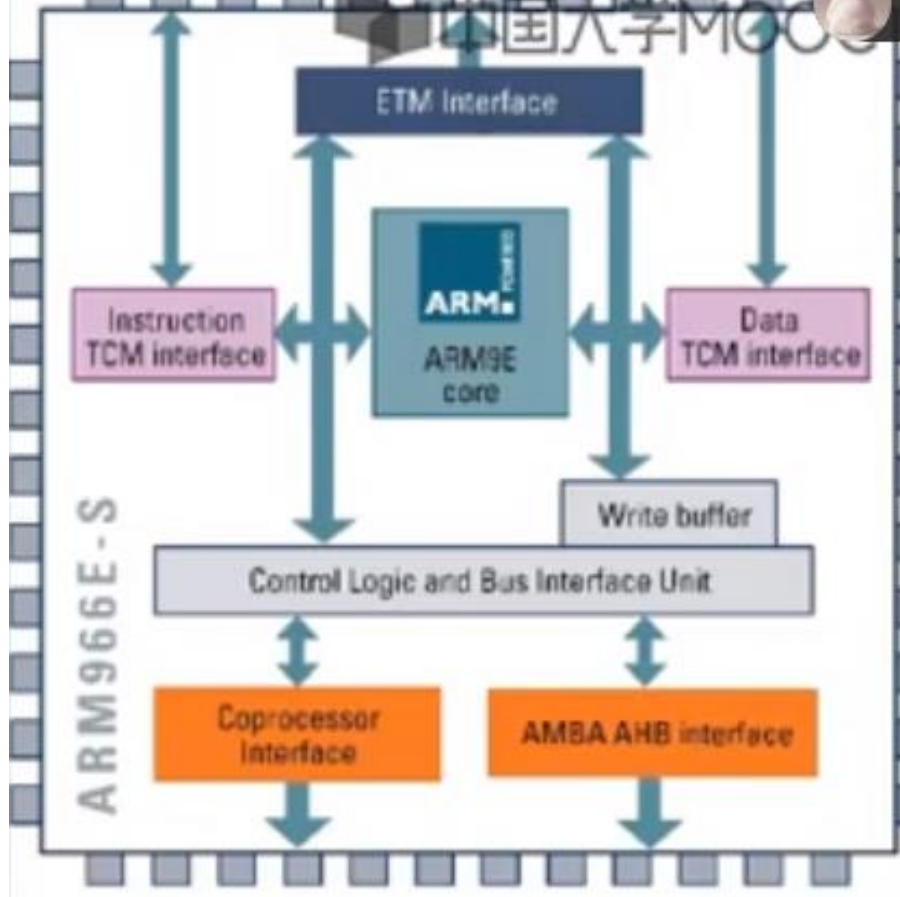 中国大学MOOC
ETM Interface
ARM POWERED
ARM9E
core
Instruction
TCM interface
Data
TCM interface
Write buffer
Control Logic and Bus Interface Unit
Coprocessor
Interface
AMBA AHB interface
ARM966E-S